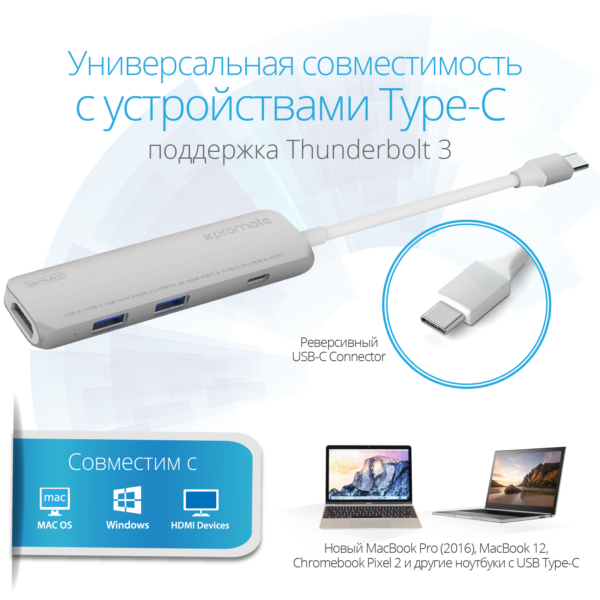 Универсальная совместимость
с устройствами Type-C
поддержка Thunderbolt 3
promate
Реверсивный
USB-C Connector
Совместим с
mac
MAC OS
Windows
HDMI Devices
Новый MacBook Pro (2016), MacBook 12,
Chromebook Pixel 2 и другие ноутбуки с USB Type-C